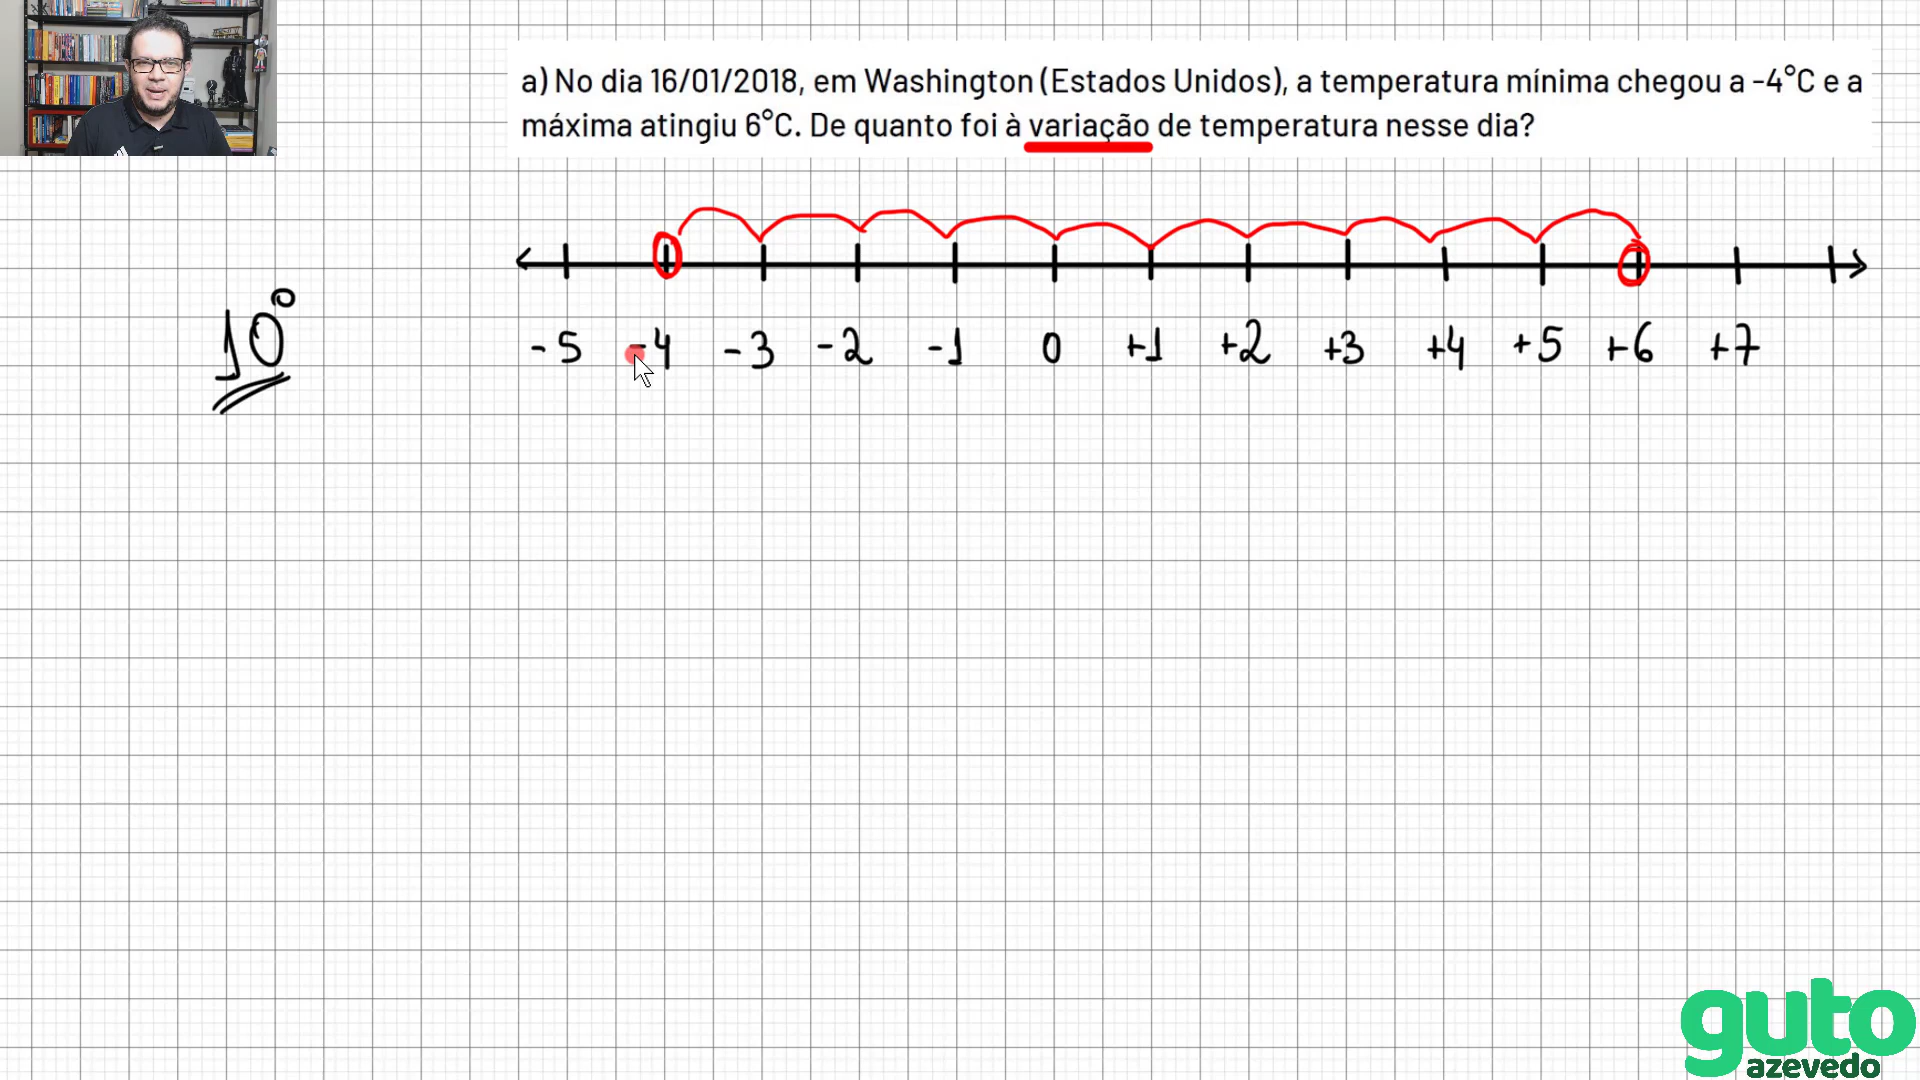 a) No dia 16/01/2018, em Washington (Estados Unidos), a temperatura mínima chegou a -4°C e a
máxima atingiu 6°C. De quanto foi à variação de temperatura nesse dia?
10°
-5 -4 -3 -2 -1 0 +1 +2 +3 +4 +5 +6 +7
guto
azevedo